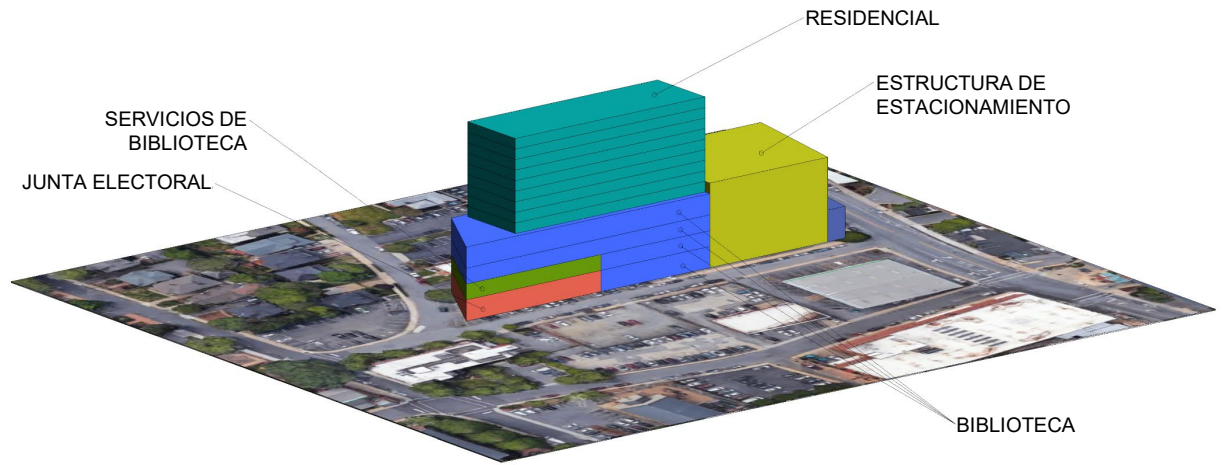 RESIDENCIAL
ESTRUCTURA DE
ESTACIONAMIENTO
SERVICIOS DE
BIBLIOTECA
JUNTA ELECTORAL
BIBLIOTECA